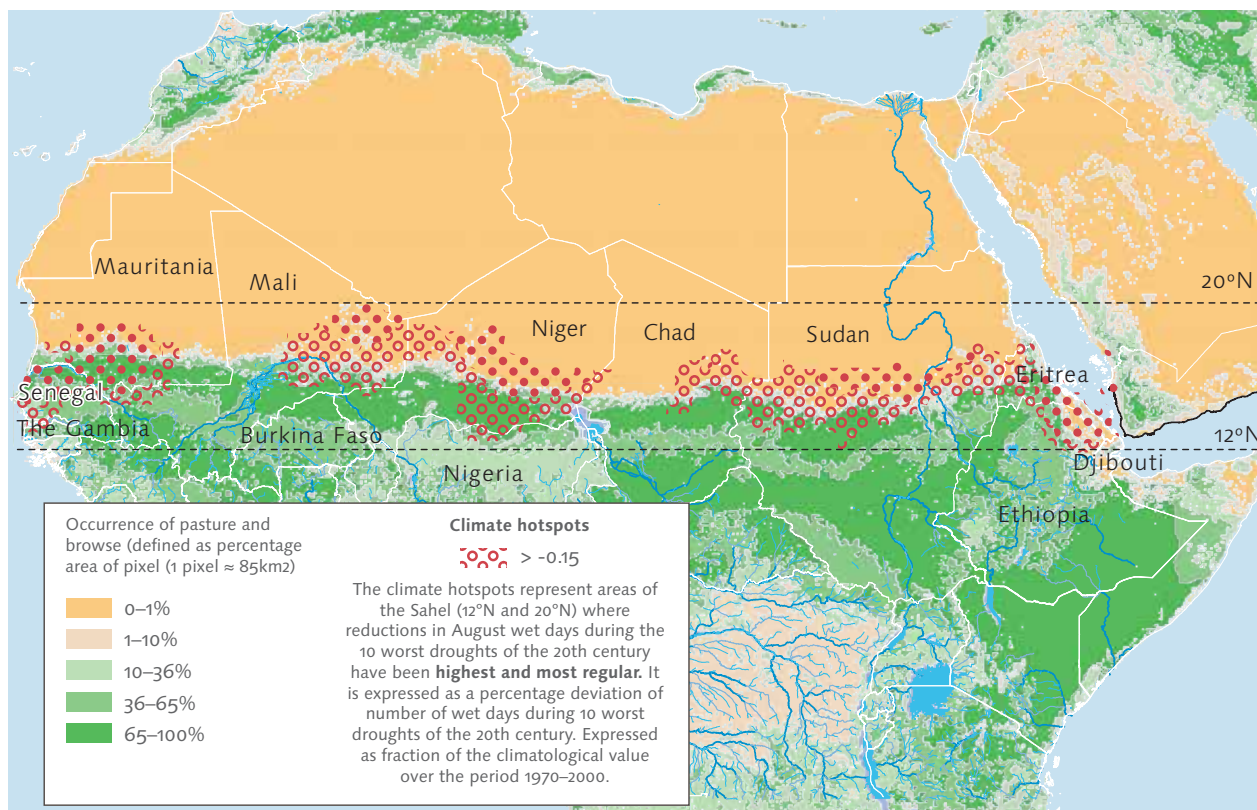 Mauritania
Mali
20°N
Niger
Chad
Sudan
Eritrea
Senegal
The Gambia
Burkina Faso
12°N
Nigeria
Djibouti
Ethiopia
Occurrence of pasture and
browse (defined as percentage
area of pixel (1 pixel ≈ 85km2)
0–1%
1–10%
10–36%
36–65%
65–100%
Climate hotspots
> -0.15
The climate hotspots represent areas of
the Sahel (12°N and 20°N) where
reductions in August wet days during the
10 worst droughts of the 20th century
have been highest and most regular. It
is expressed as a percentage deviation of
number of wet days during 10 worst
droughts of the 20th century. Expressed
as fraction of the climatological value
over the period 1970–2000.